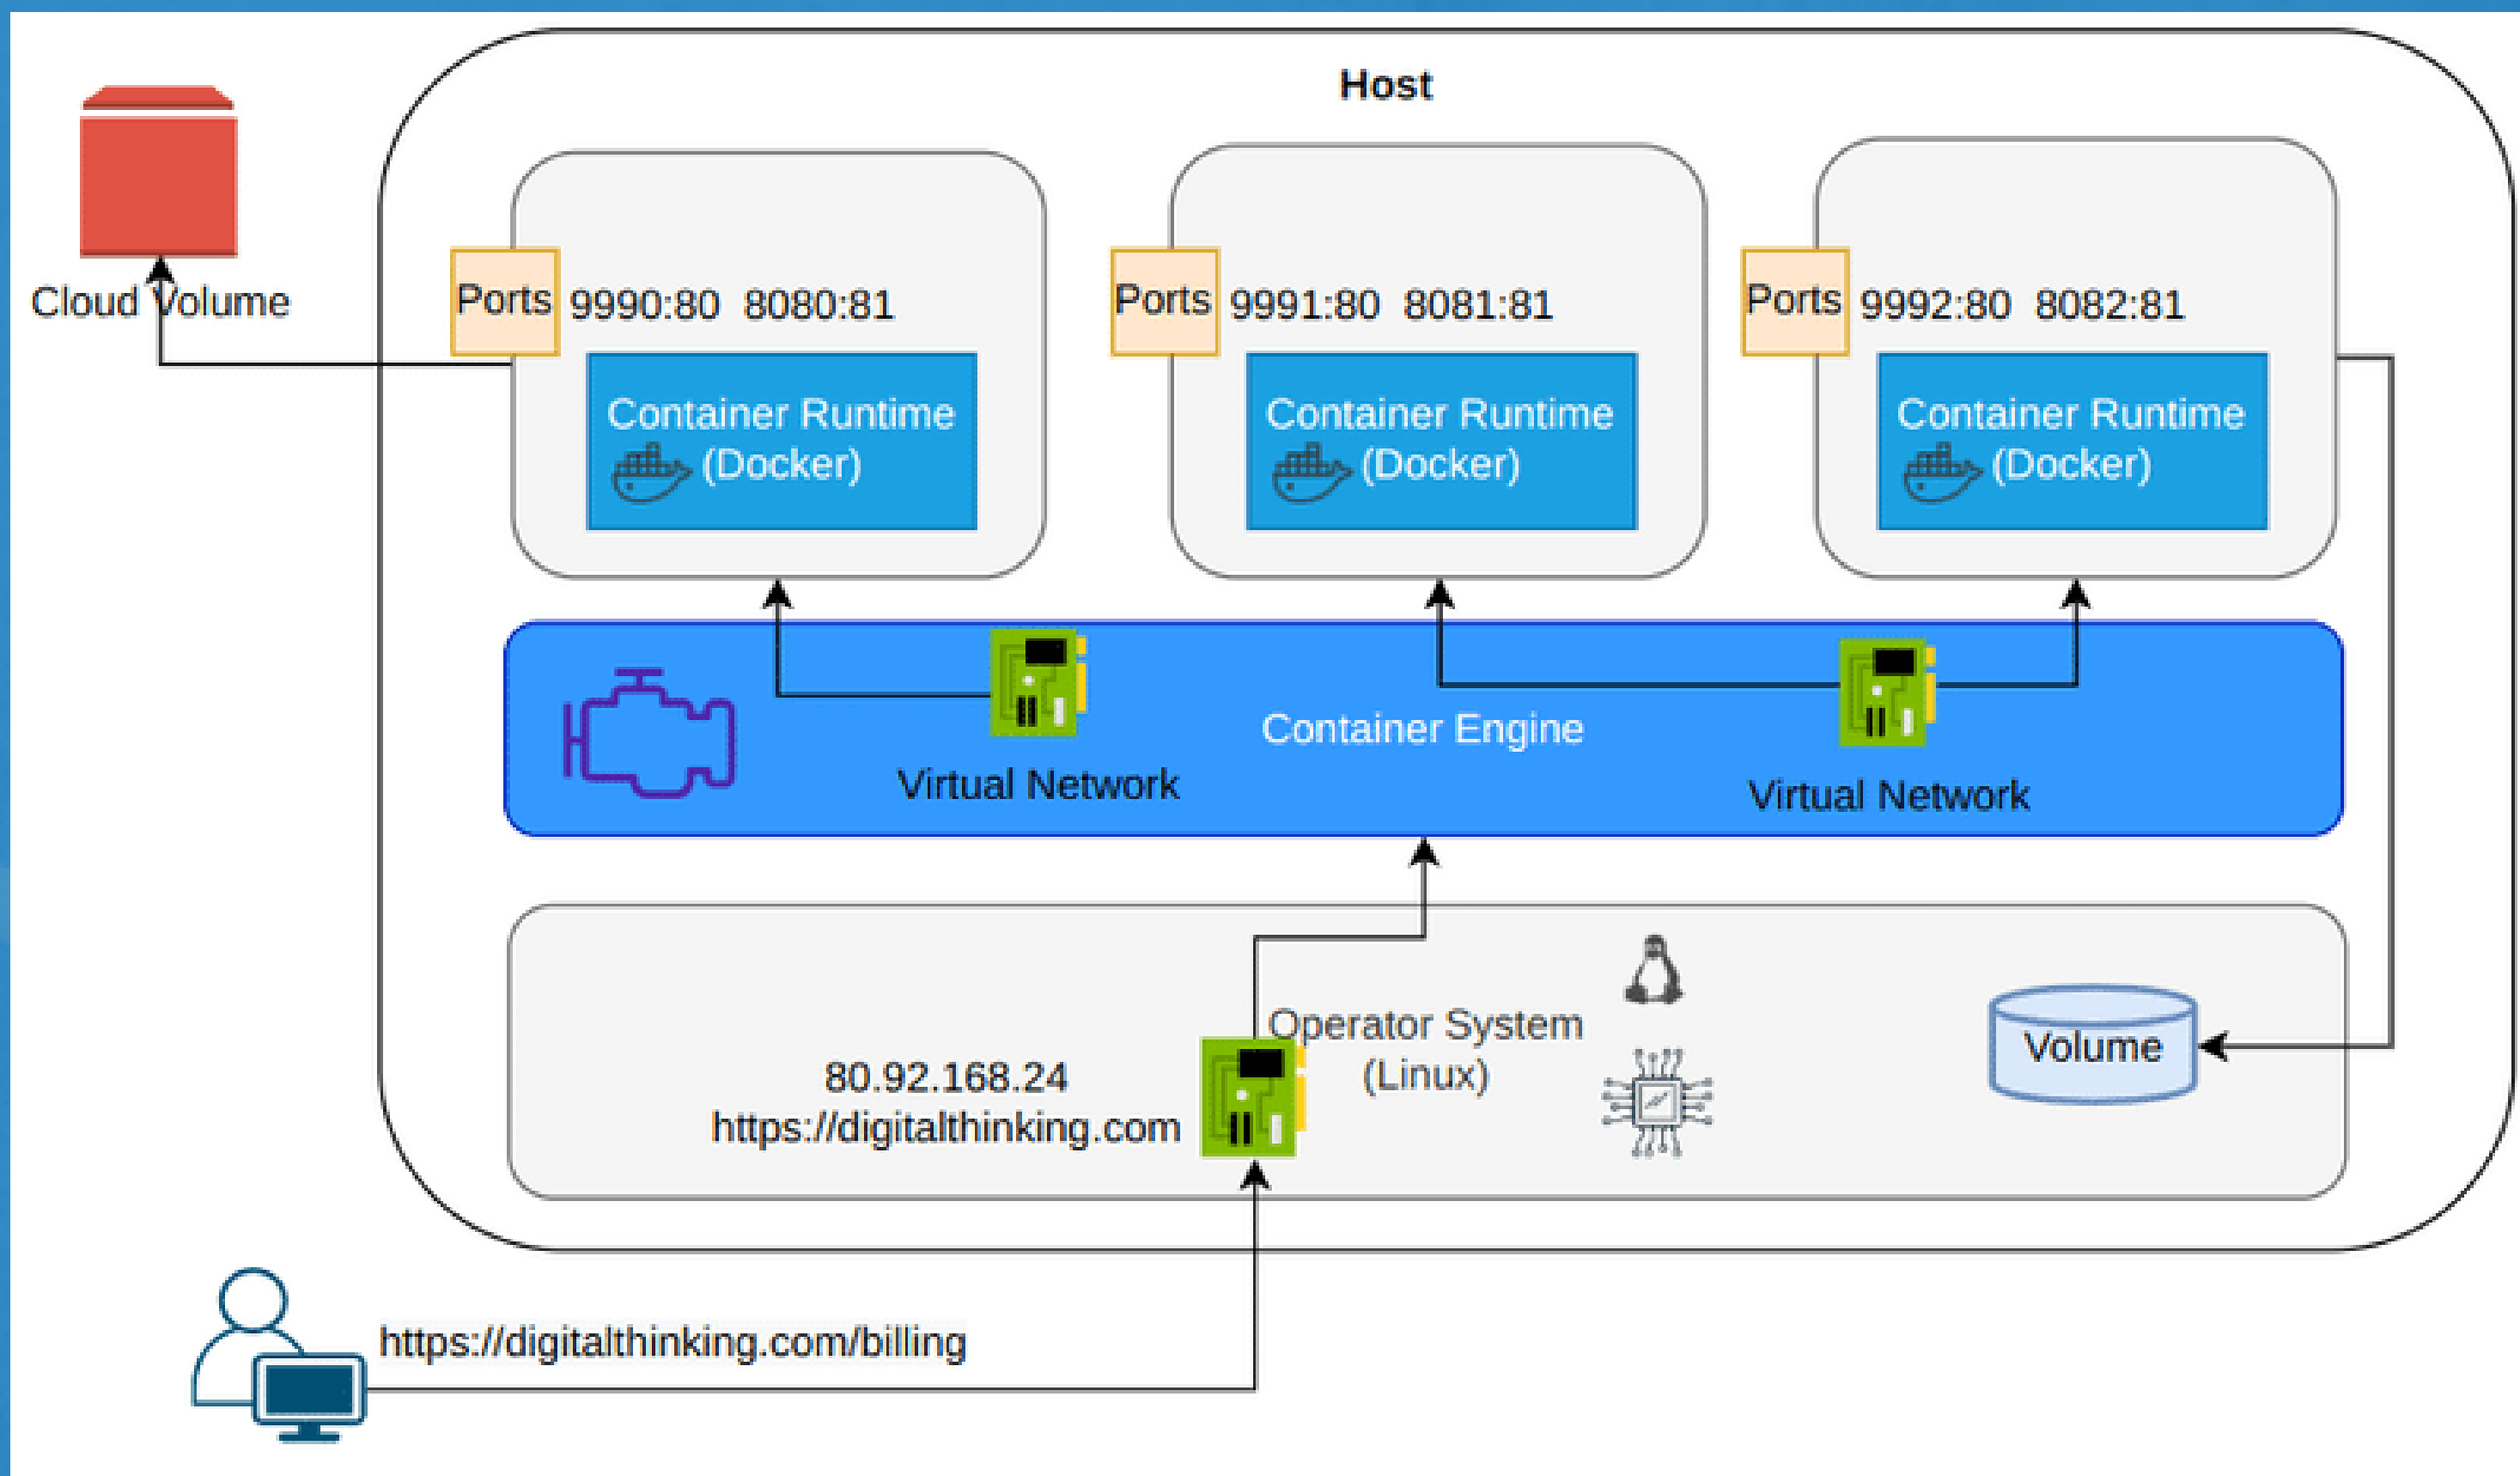 Host
Cloud Volume
Ports 9990:80 8080:81
Container Runtime
(Docker)
Ports 9991:80 8081:81
Container Runtime
(Docker)
Ports 9992:80 8082:81
Container Runtime
(Docker)
Container Engine
Virtual Network
Virtual Network
Operator System
(Linux)
80.92.168.24
https://digitalthinking.com
Volume
https://digitalthinking.com/billing